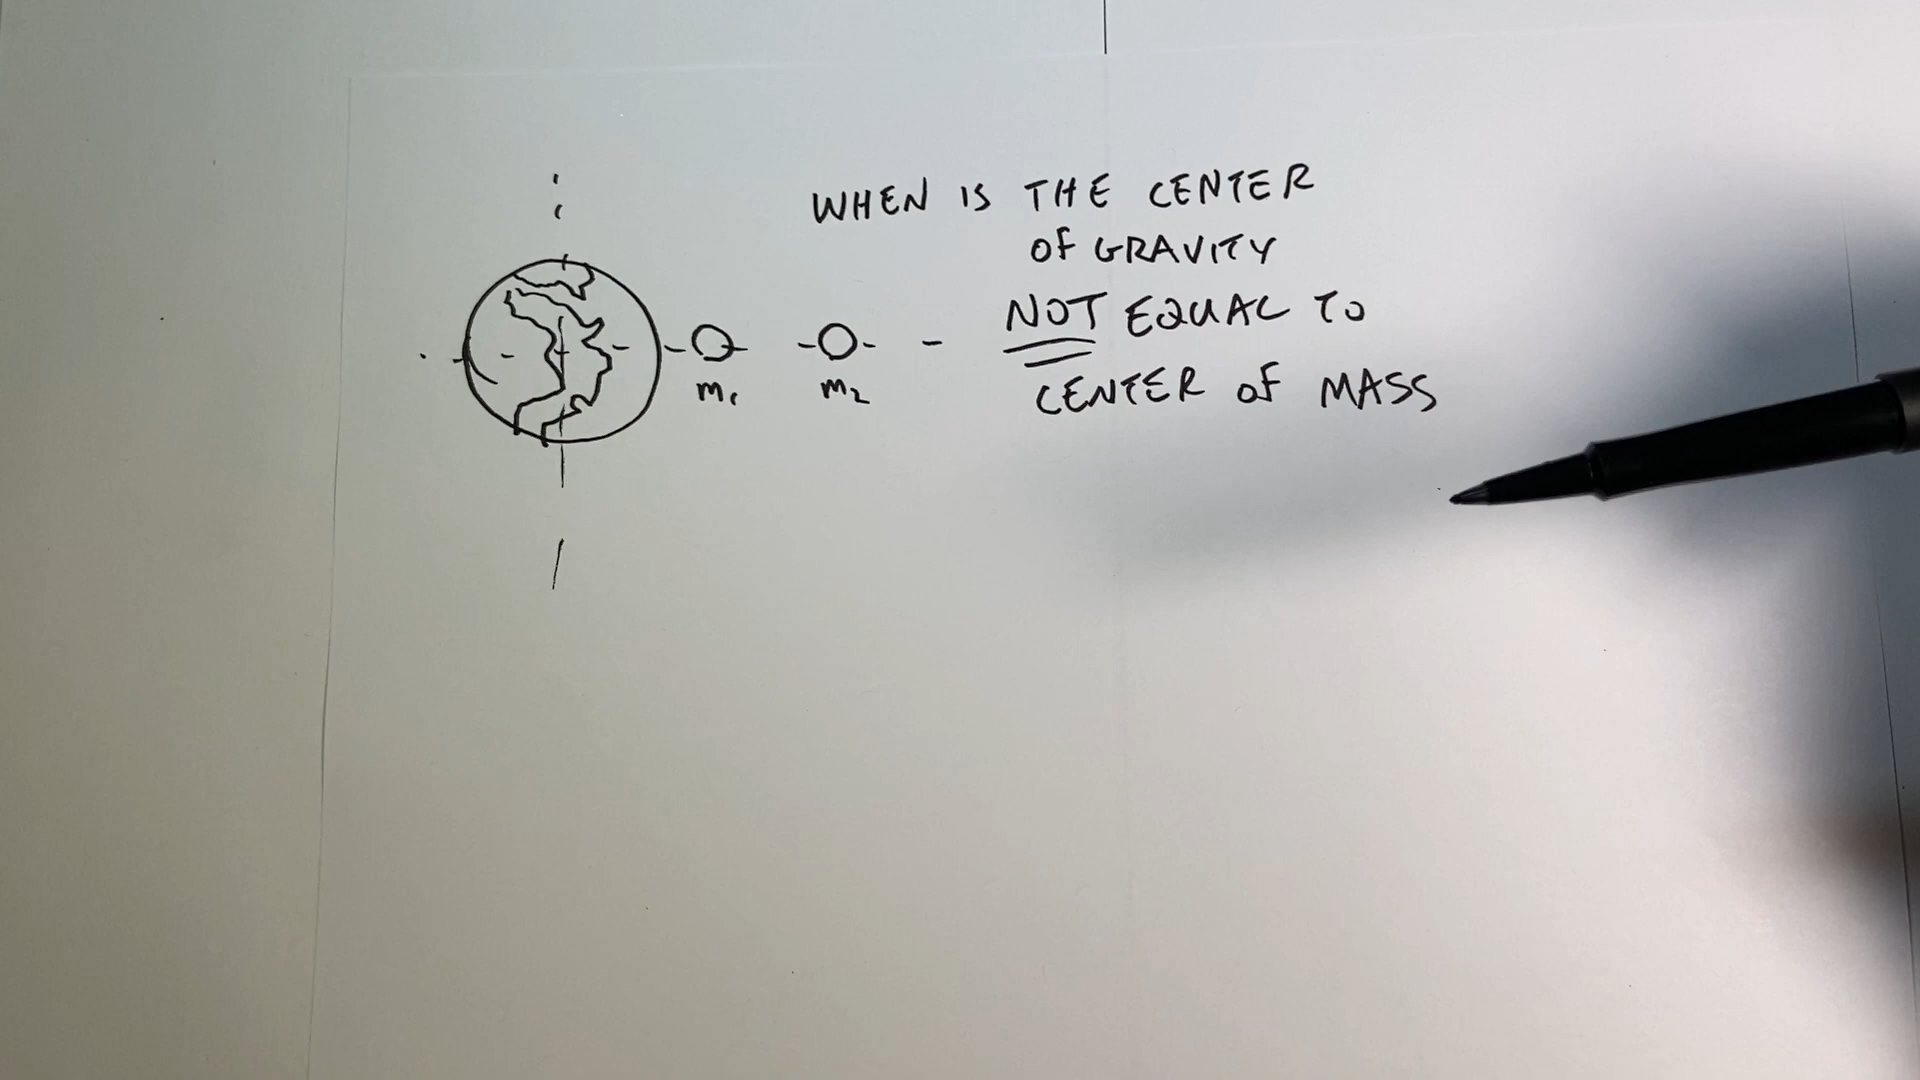 WHEN IS THE CENTER
OF GRAVITY
NOT EQUAL TO
CENTER OF MASS
m₁
m₂